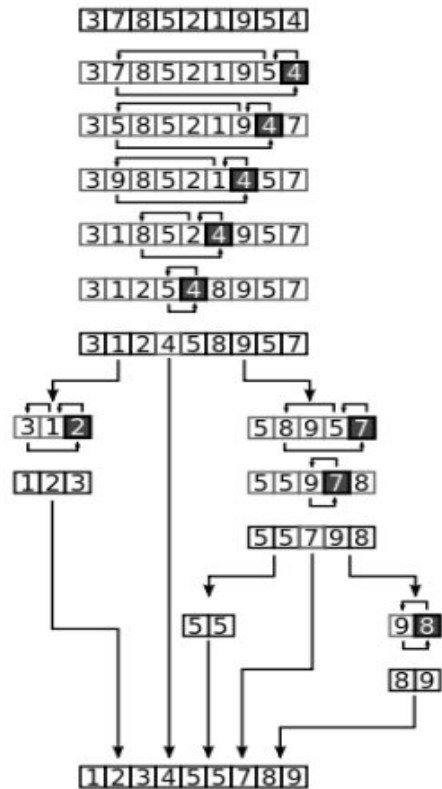 3 7 8 5 2 1 9 5 4
3 7 8 5 2 1 9 5 4
3 5 8 5 2 1 9 4 7
3 9 8 5 2 1 4 5 7
3 1 8 5 2 4 9 5 7
3 1 2 5 4 8 9 5 7
3 1 2 4 5 8 9 5 7
3 1 2
5 8 9 5 7
1 2 3
5 5 9 7 8
5 5 7 9 8
5 5
9 8
8 9
1 2 3 4 5 5 7 8 9